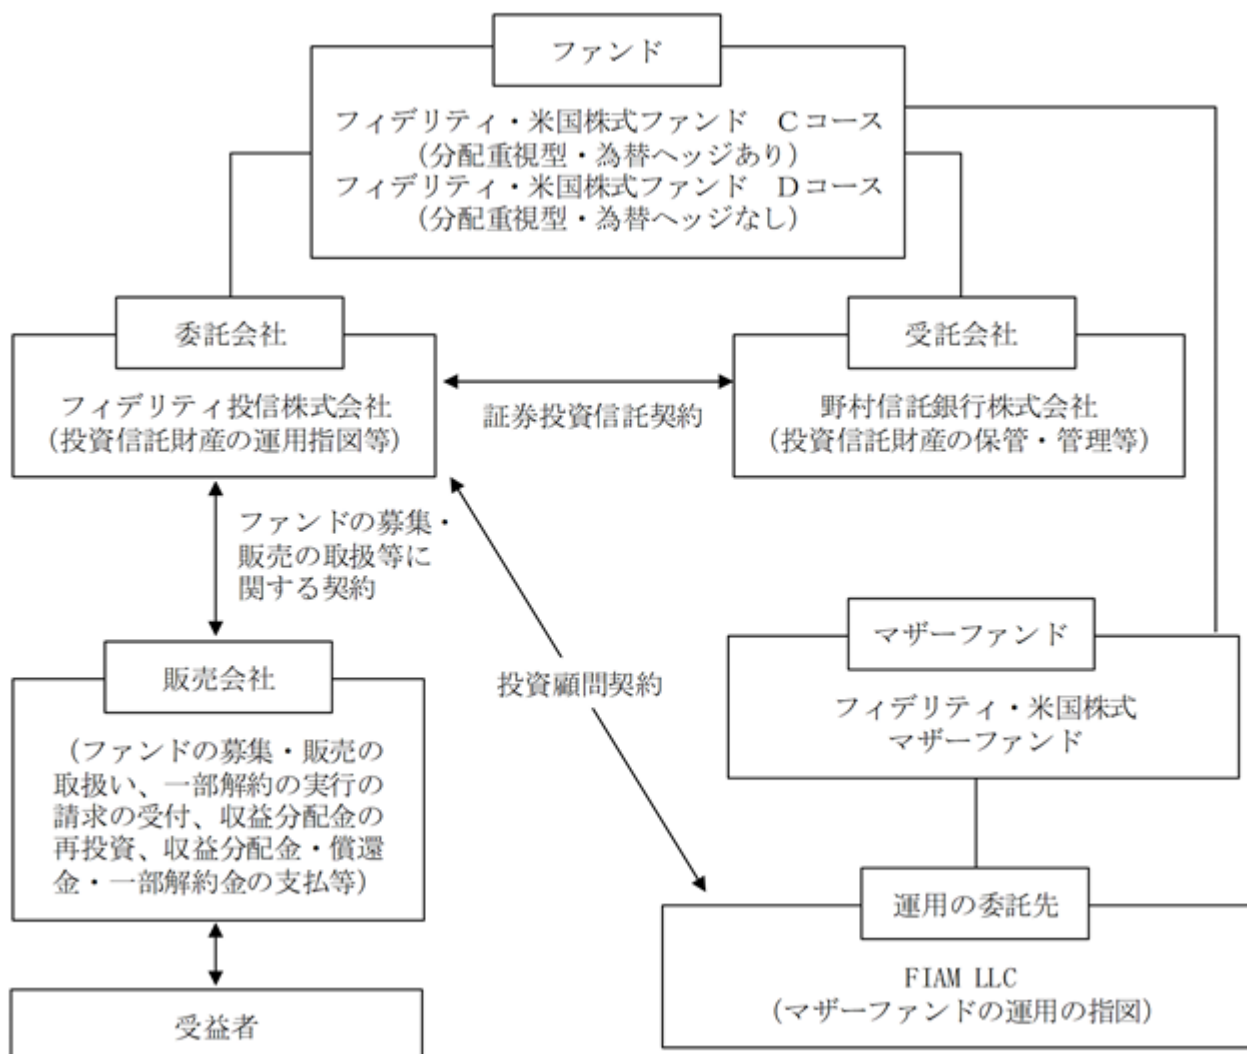 ファンド
フィデリティ・米国株式ファンド　Ｃコース
（分配重視型・為替ヘッジあり）
フィデリティ・米国株式ファンド　Ｄコース
（分配重視型・為替ヘッジなし）
委託会社
フィデリティ投信株式会社
（投資信託財産の運用指図等）
証券投資信託契約
受託会社
野村信託銀行株式会社
（投資信託財産の保管・管理等）
ファンドの募集・
販売の取扱等に
関する契約
投資顧問契約
マザーファンド
フィデリティ・米国株式
マザーファンド
販売会社
（ファンドの募集・販売の
取扱い、一部解約の実行の
請求の受付、収益分配金の
再投資、収益分配金・償還
金・一部解約金の支払等）
運用の委託先
FIAM LLC
（マザーファンドの運用の指図）
受益者